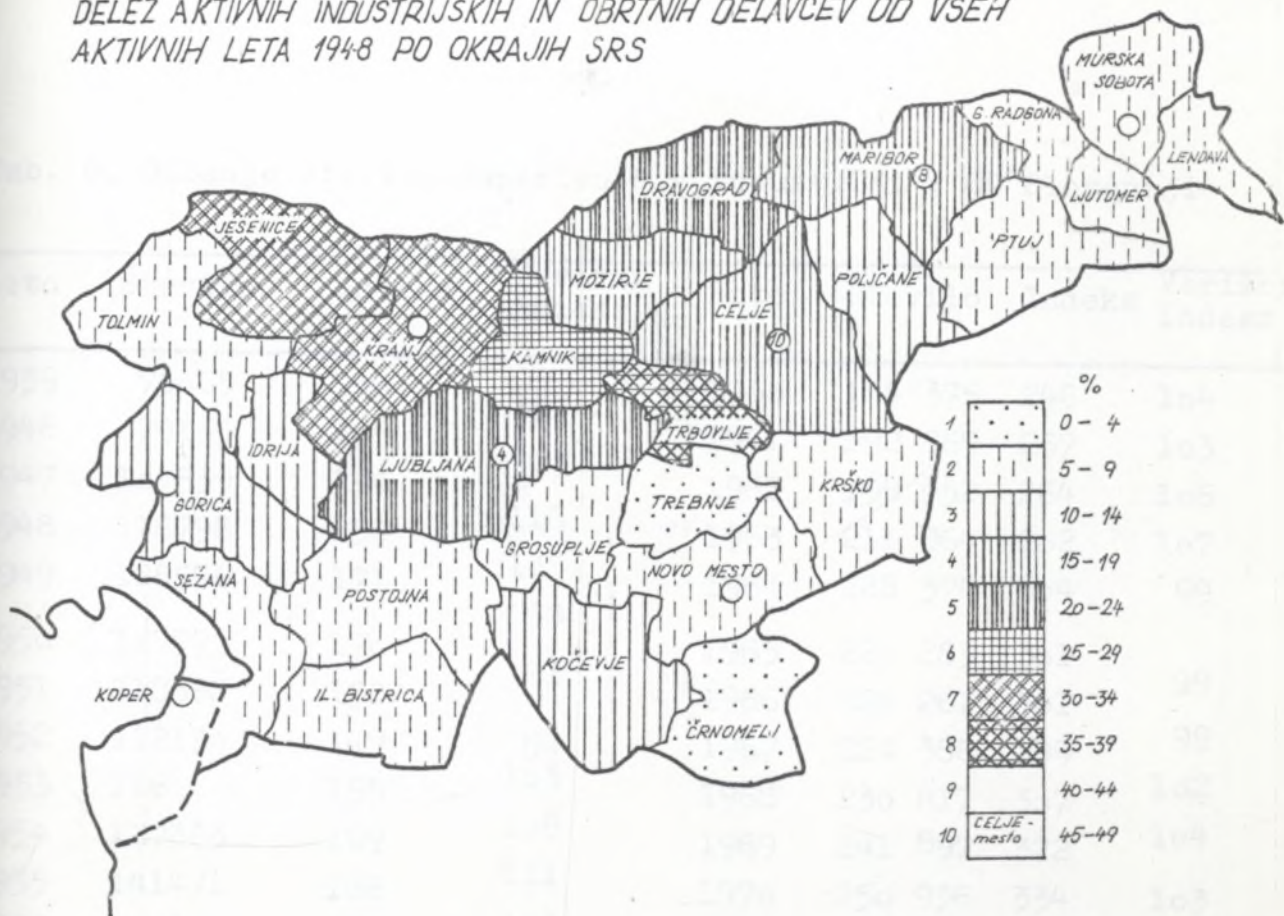 DELEŽ AKTIVNIH INDUSTRIJSKIH IN OBRTNIH DELAVCEV OD VSEH
AKTIVNIH LETA 1948 PO OKRAJIH SRS
MURSKA
SOBOTA
G. RADGONA
LENDAVA
LJUTOMER
MARIBOR
8
DRAVOGRAD
PTUJ
JESENICE
MOZIRJE
POLJČANE
TOLMIN
CELJE
10
KRANJ
KAMNIK
TRBOVLJE
IDRIJA
LJUBLJANA
4
GORICA
TREBNJE
KRŠKO
GROSUPLJE
NOVO MESTO
SEŽANA
POSTOJNA
KOČEVJE
KOPER
IL. BISTRICA
ČRNOMELJ
%
1 0-4
2 5-9
3 10-14
4 15-19
5 20-24
6 25-29
7 30-34
8 35-39
9 40-44
10 CELJE-mesto 45-49